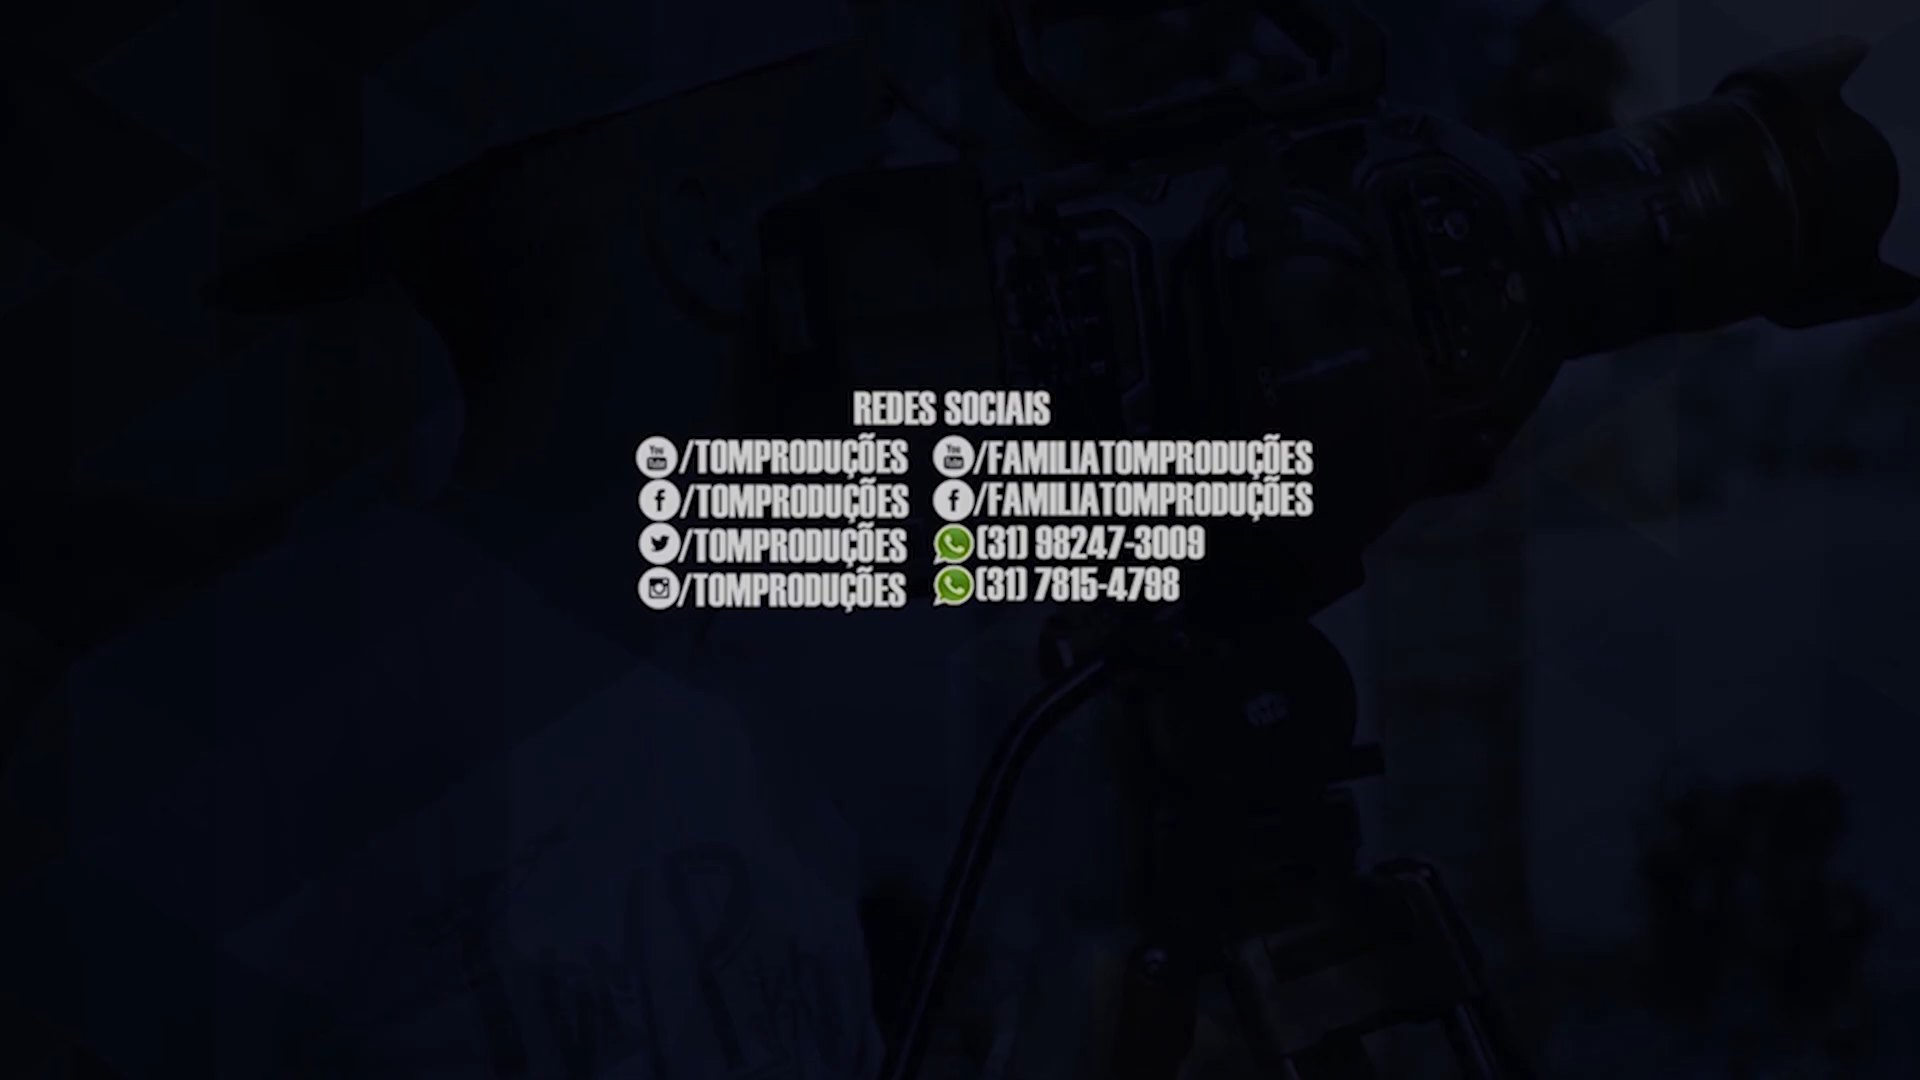 REDES SOCIAIS
/TOMPRODUÇÕES
/TOMPRODUÇÕES
/TOMPRODUÇÕES
/TOMPRODUÇÕES
/FAMILIATOMPRODUÇÕES
/FAMILIATOMPRODUÇÕES
(31) 98247-3009
(31) 7815-4798